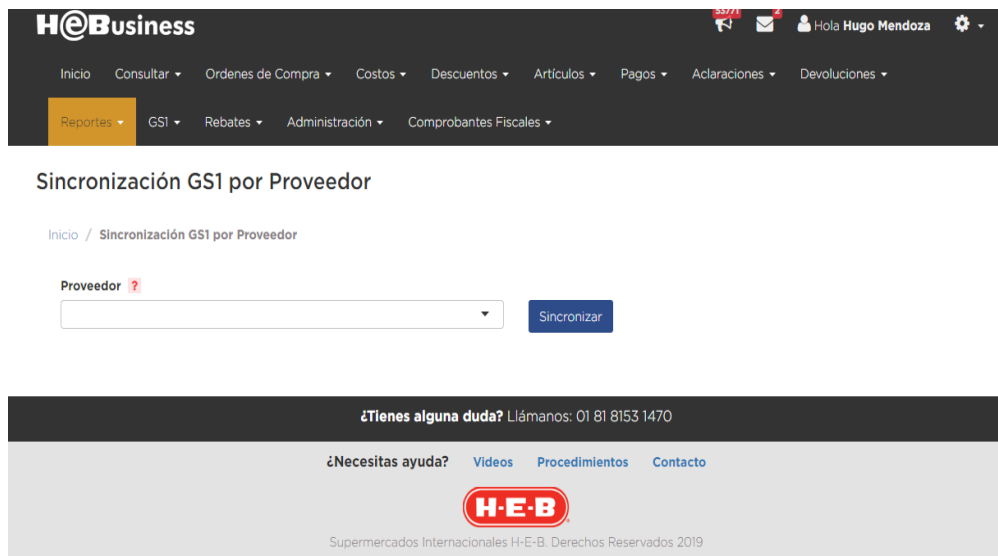 H@Business
55771
2
Hola Hugo Mendoza
Inicio Consultar Ordenes de Compra Costos Descuentos Artículos Pagos Aclaraciones Devoluciones
Reportes GS1 Rebates Administración Comprobantes Fiscales
Sincronización GS1 por Proveedor
Inicio / Sincronización GS1 por Proveedor
Proveedor ?
Sincronizar
¿Tienes alguna duda? Llámanos: 01 81 8153 1470
¿Necesitas ayuda? Videos Procedimientos Contacto
H-E-B
Supermercados Internacionales H-E-B. Derechos Reservados 2019